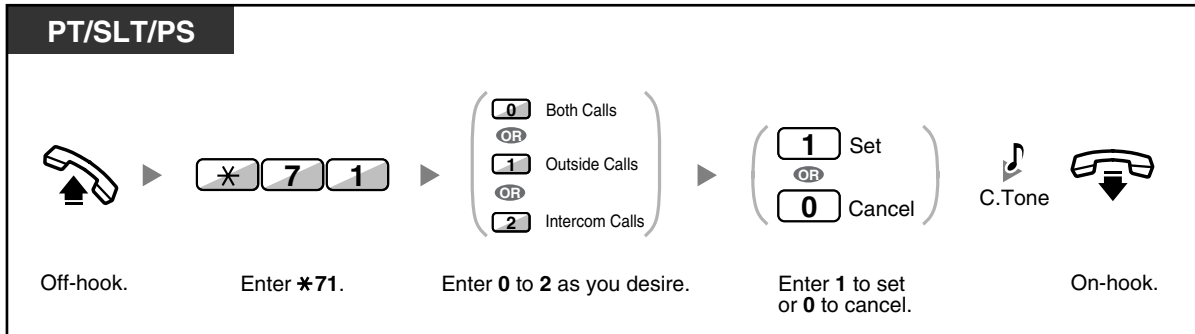 PT/SLT/PS
0 Both Calls
OR
1 Outside Calls
OR
2 Intercom Calls
1 Set
OR
0 Cancel
＊ 7 1
C.Tone
Off-hook.
Enter ＊71.
Enter 0 to 2 as you desire.
Enter 1 to set
or 0 to cancel.
On-hook.